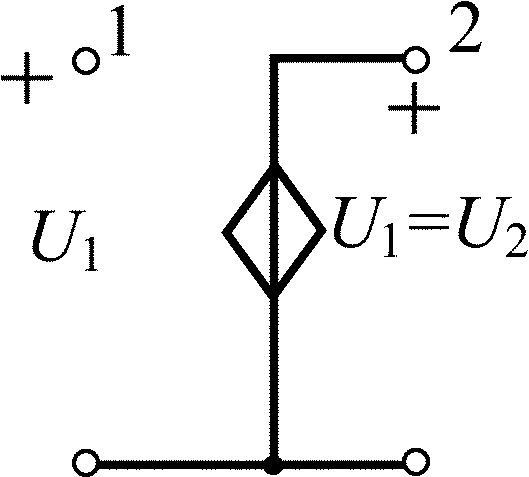 1 2
+ +
U₁ U₁=U₂